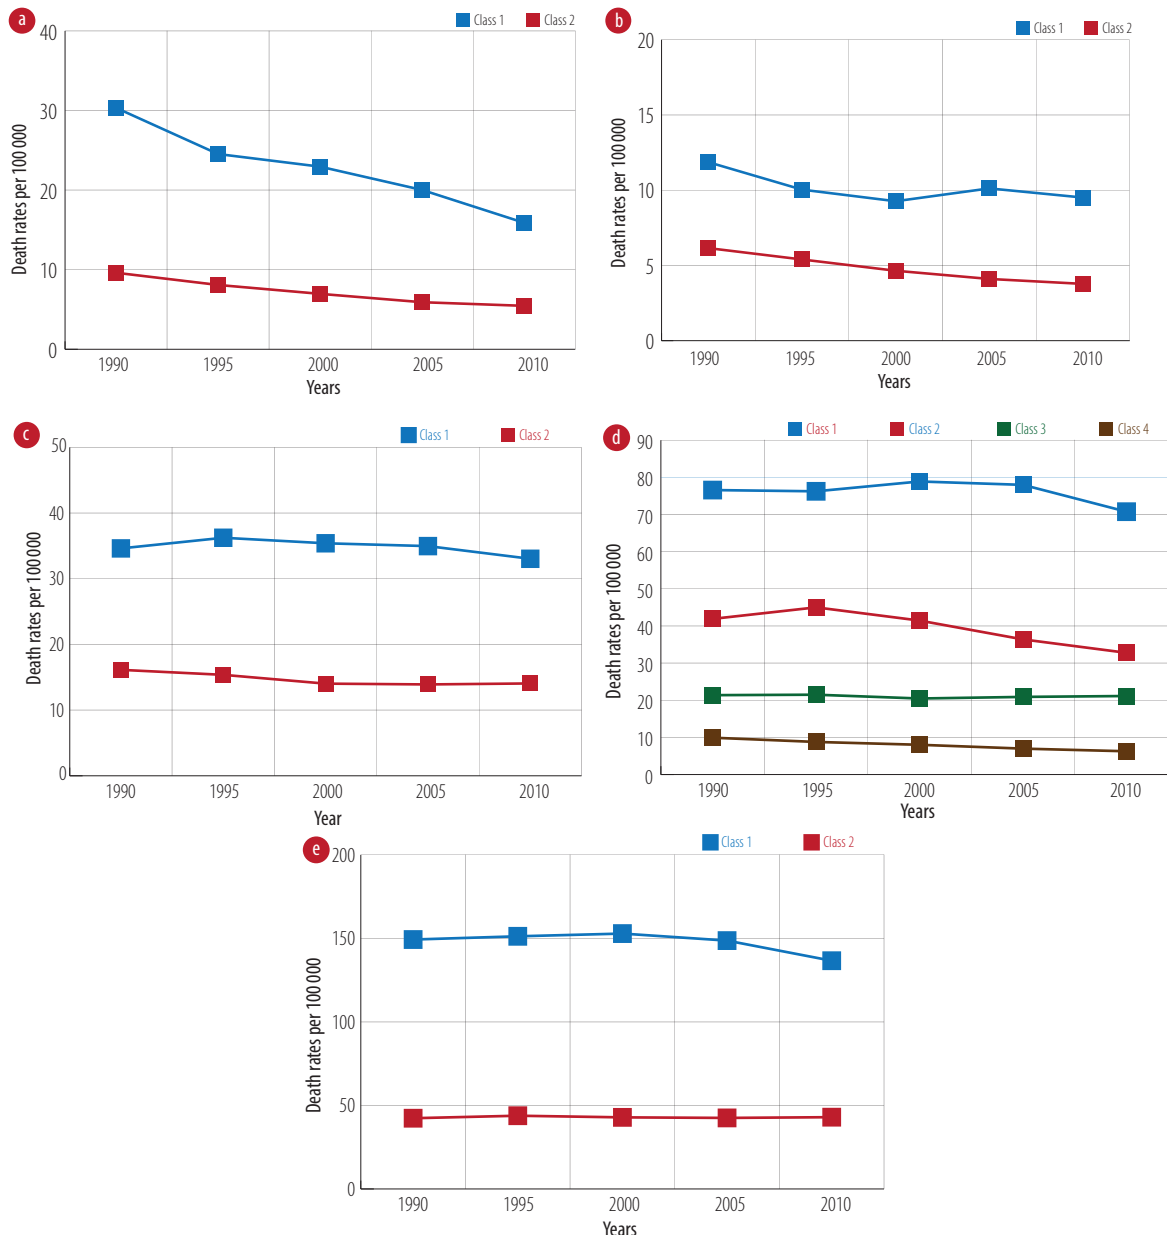 a
Class 1 Class 2
40
30
20
10
0
Death rates per 100 000
1990 1995 2000 2005 2010
Years
b
Class 1 Class 2
20
15
10
5
0
Death rates per 100 000
1990 1995 2000 2005 2010
Years
c
Class 1 Class 2
50
40
30
20
10
0
Death rates per 100 000
1990 1995 2000 2005 2010
Year
d
Class 1 Class 2 Class 3 Class 4
90
80
70
60
50
40
30
20
10
0
Death rates per 100 000
1990 1995 2000 2005 2010
Years
e
Class 1 Class 2
200
150
100
50
0
Death rates per 100 000
1990 1995 2000 2005 2010
Years